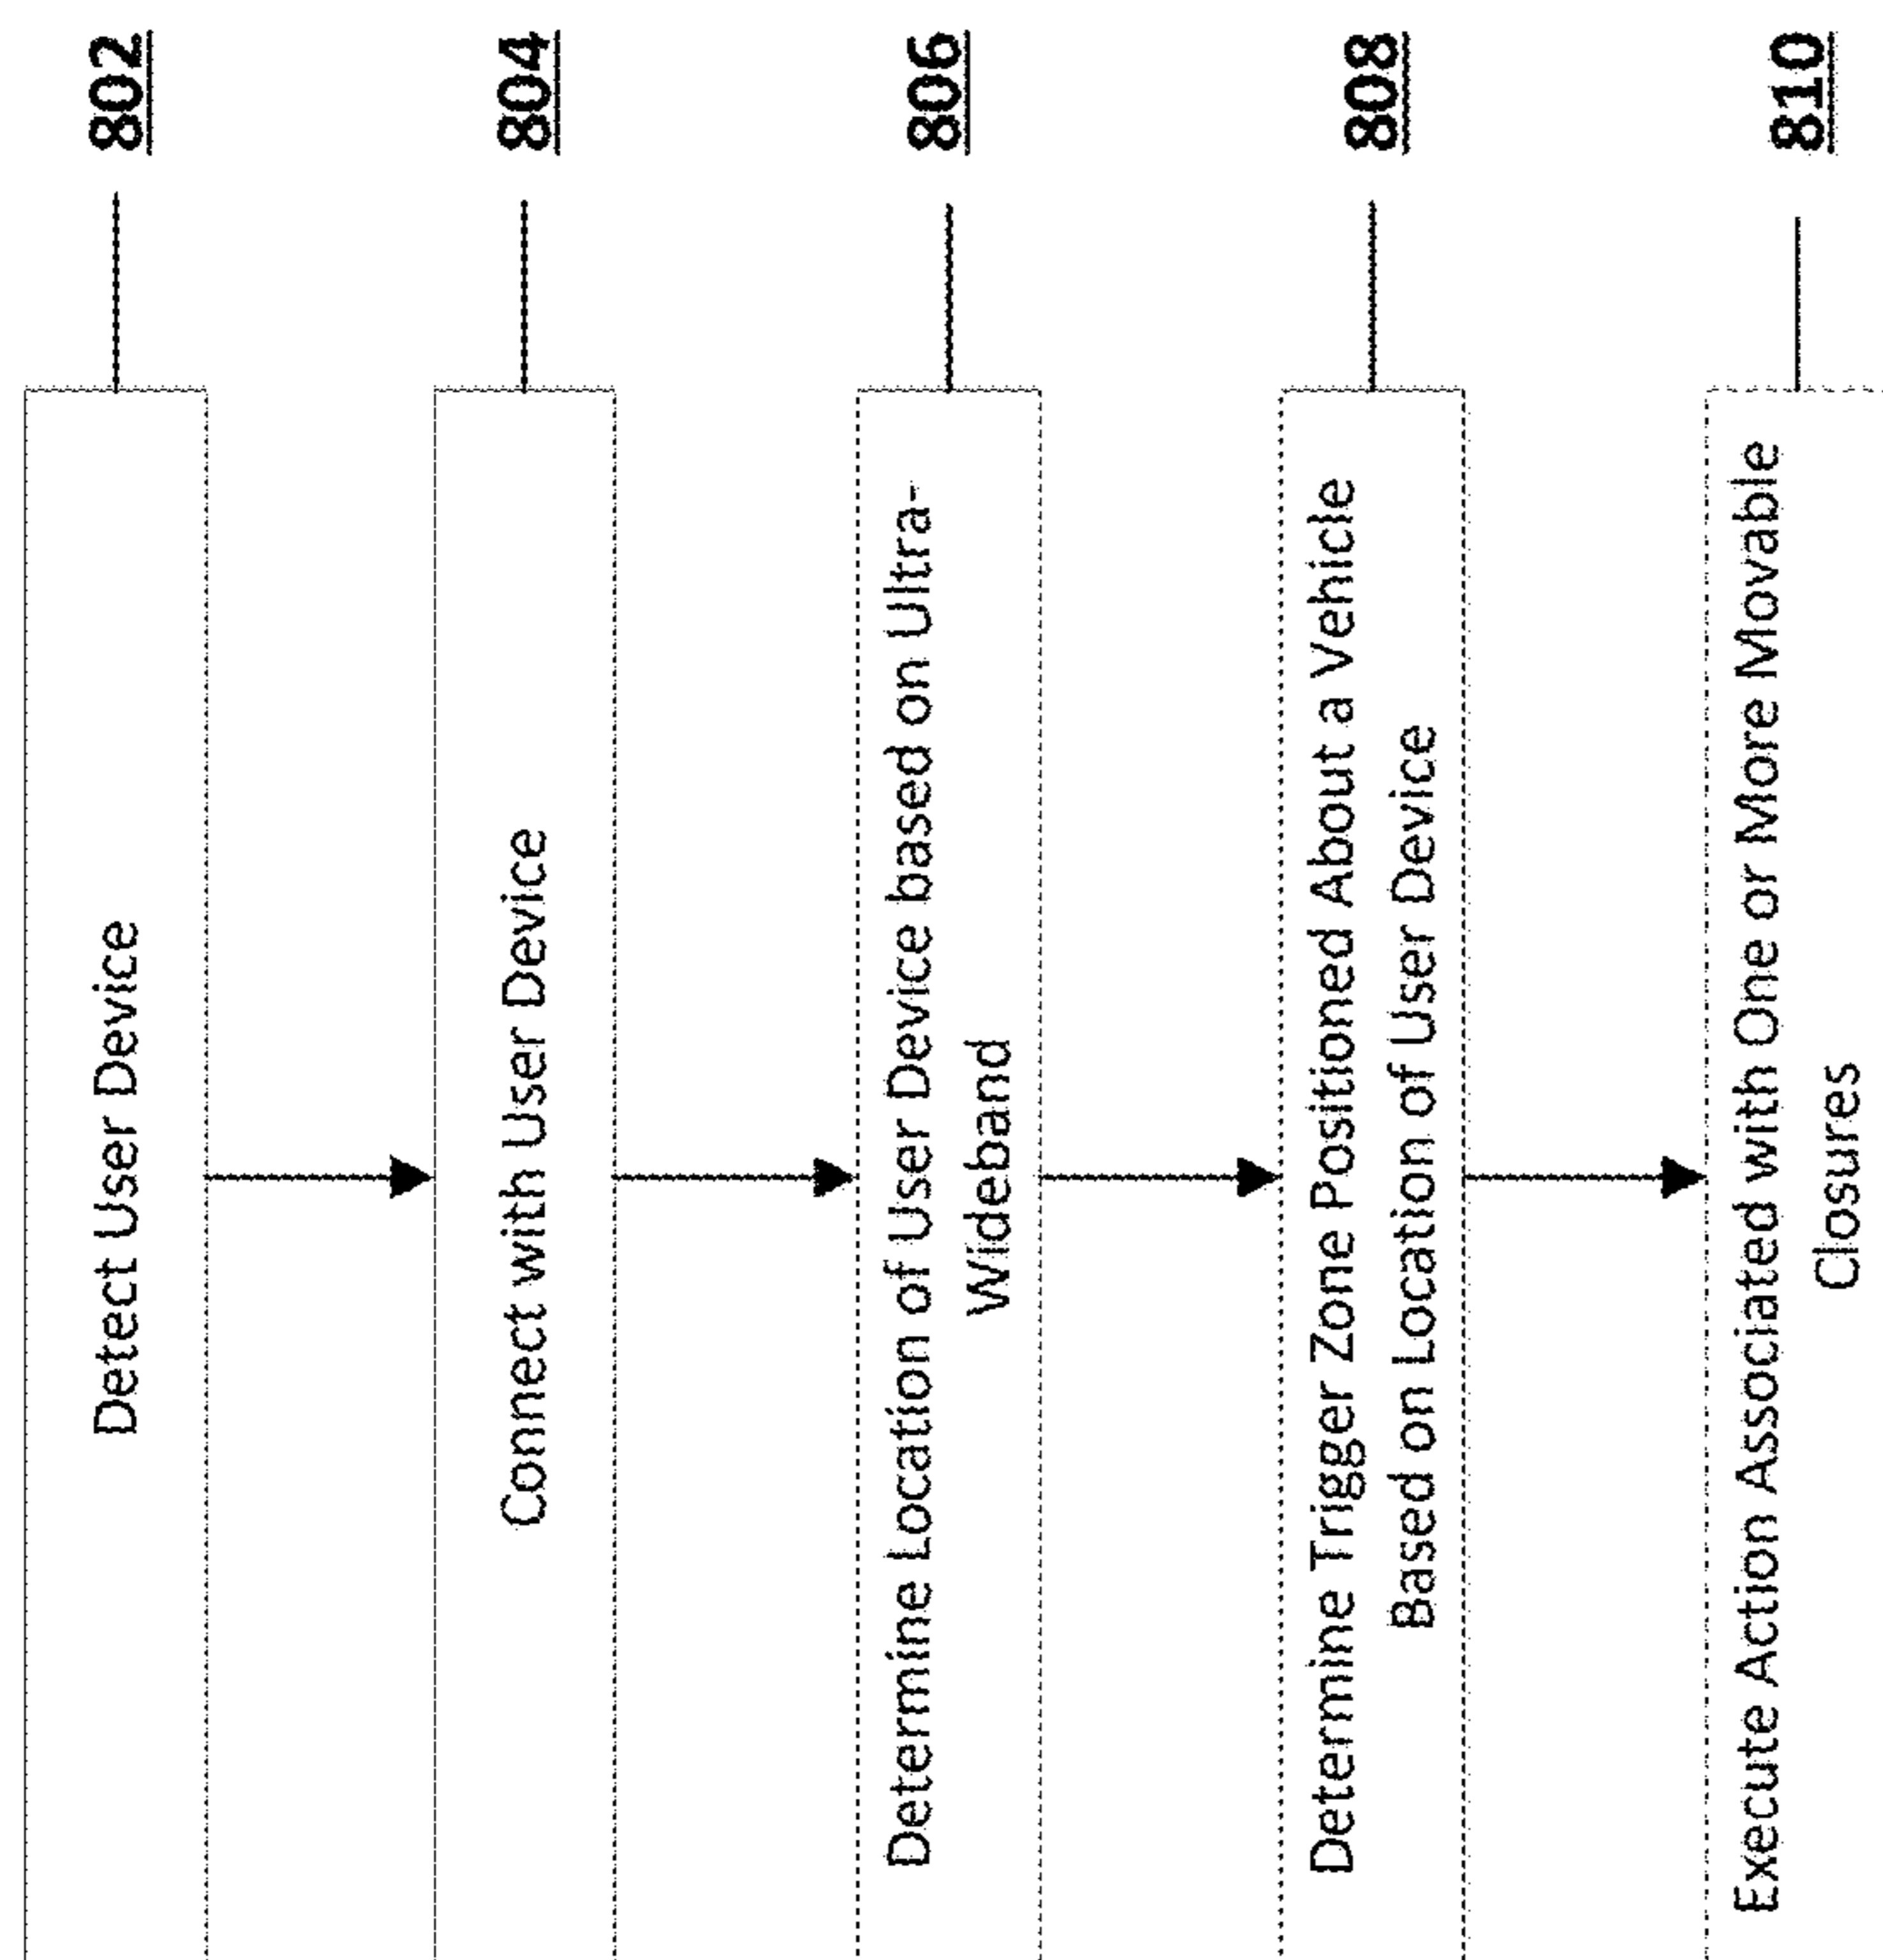 Detect User Device
802
Connect with User Device
804
Determine Location of User Device based on Ultra-
Wideband
806
Determine Trigger Zone Positioned About a Vehicle
Based on Location of User Device
808
Execute Action Associated with One or More Movable
Closures
810